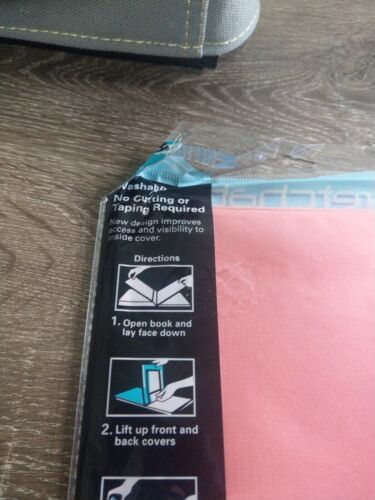 Washable
No Cutting or
Taping Required
New design improves
access and visibility to
inside cover.
Directions
1. Open book and
lay face down
2. Lift up front and
back covers